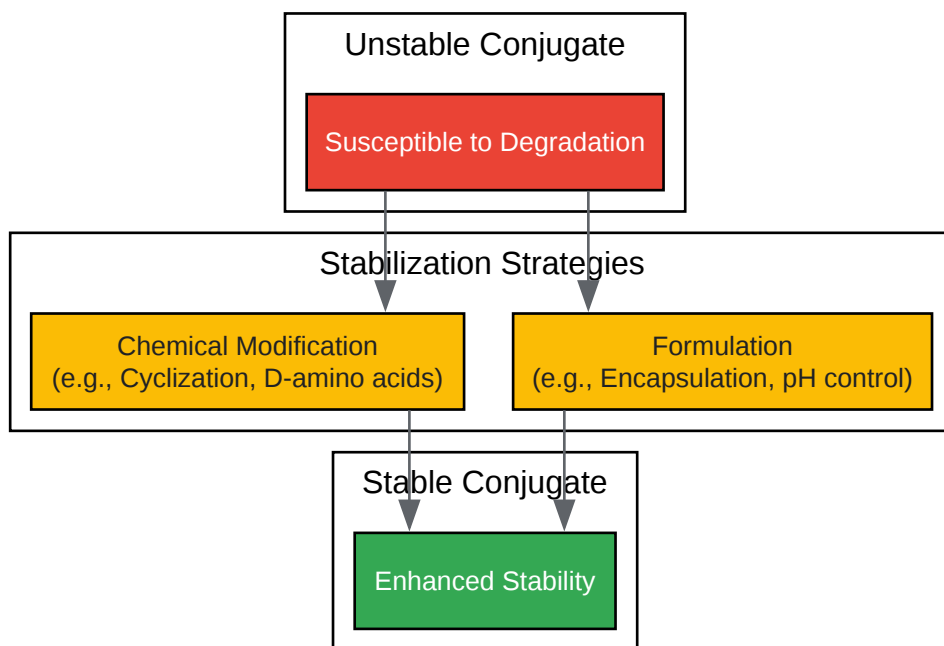 Unstable Conjugate
Susceptible to Degradation
Stabilization Strategies
Chemical Modification
(e.g., Cyclization, D-amino acids)
Formulation
(e.g., Encapsulation, pH control)
Stable Conjugate
Enhanced Stability